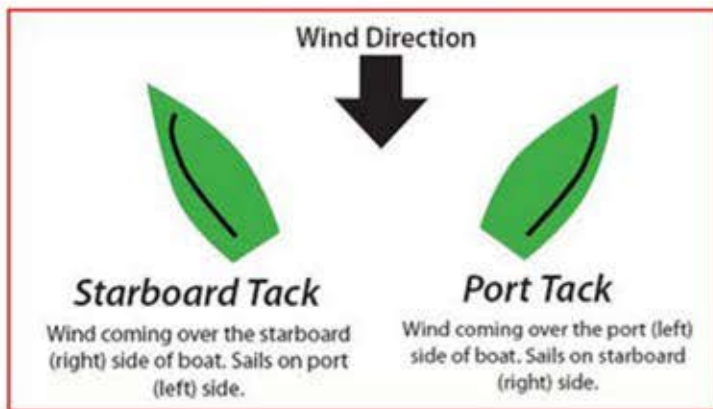 Wind Direction
Starboard Tack
Wind coming over the starboard
(right) side of boat. Sails on port
(left) side.
Port Tack
Wind coming over the port (left)
side of boat. Sails on starboard
(right) side.